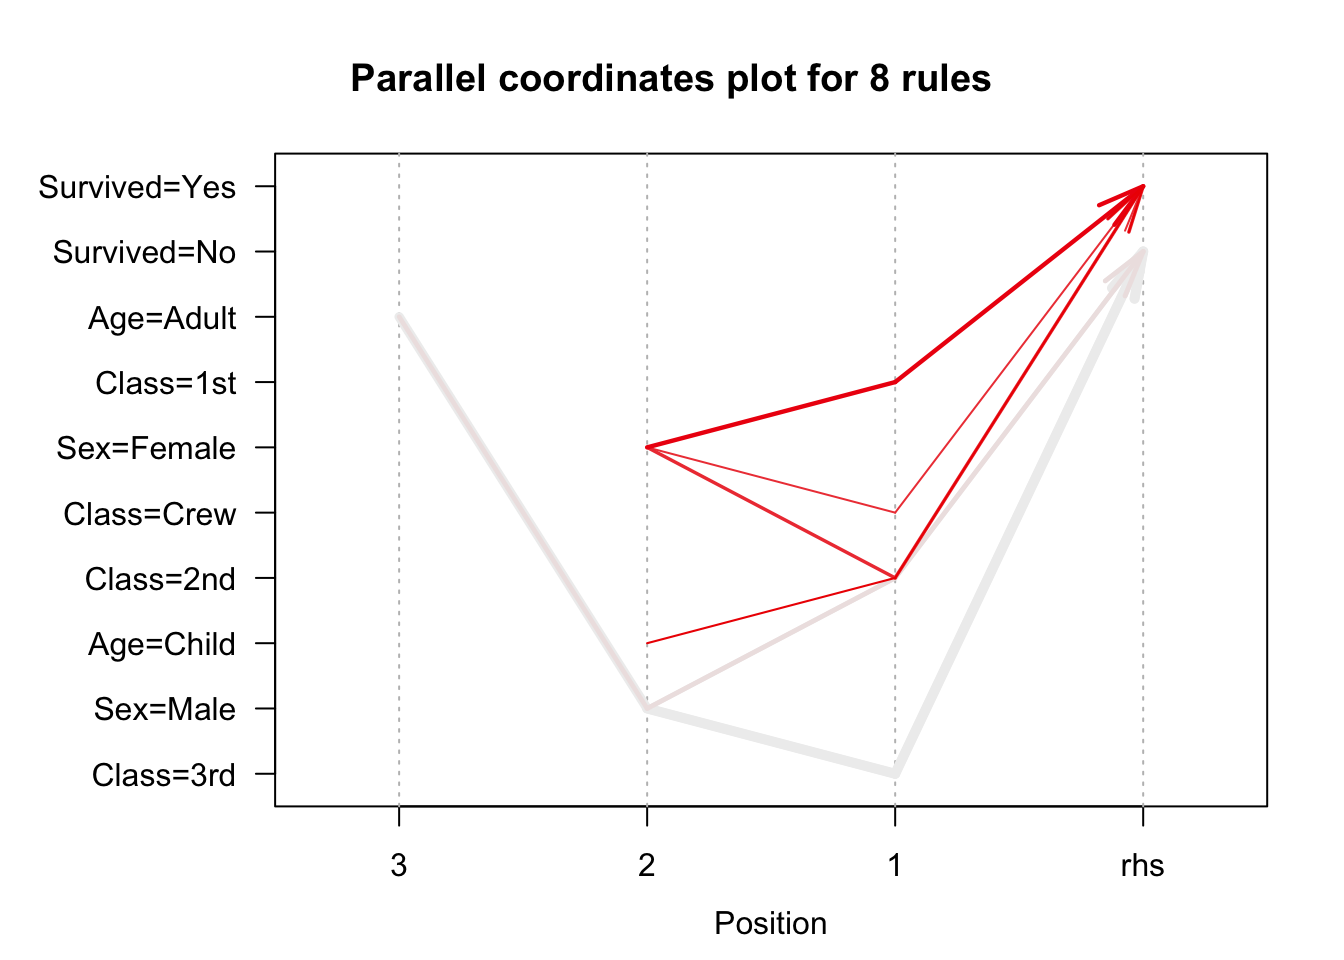 Parallel coordinates plot for 8 rules
Survived=Yes
Survived=No
Age=Adult
Class=1st
Sex=Female
Class=Crew
Class=2nd
Age=Child
Sex=Male
Class=3rd
3 2 1 rhs
Position